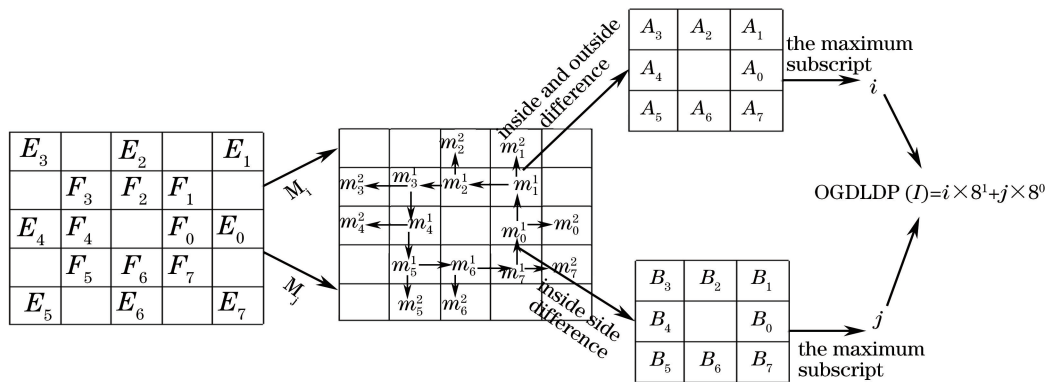 E₃ E₂ E₁
F₃ F₂ F₁
E₄ F₄ F₀ E₀
F₅ F₆ F₇
E₅ E₆ E₇
Mᵢ
Mⱼ
m₂² m₁²
m₃² m₃¹ m₂¹ m₁¹
m₄² m₄¹ m₀¹ m₀²
m₅¹ m₆¹ m₇¹ m₇²
m₅² m₆²
inside and outside
difference
inside side
difference
A₃ A₂ A₁
A₄ A₀
A₅ A₆ A₇
the maximum
subscript
i
B₃ B₂ B₁
B₄ B₀
B₅ B₆ B₇
the maximum
subscript
j
OGDLDP (I)=i×8¹+j×8⁰